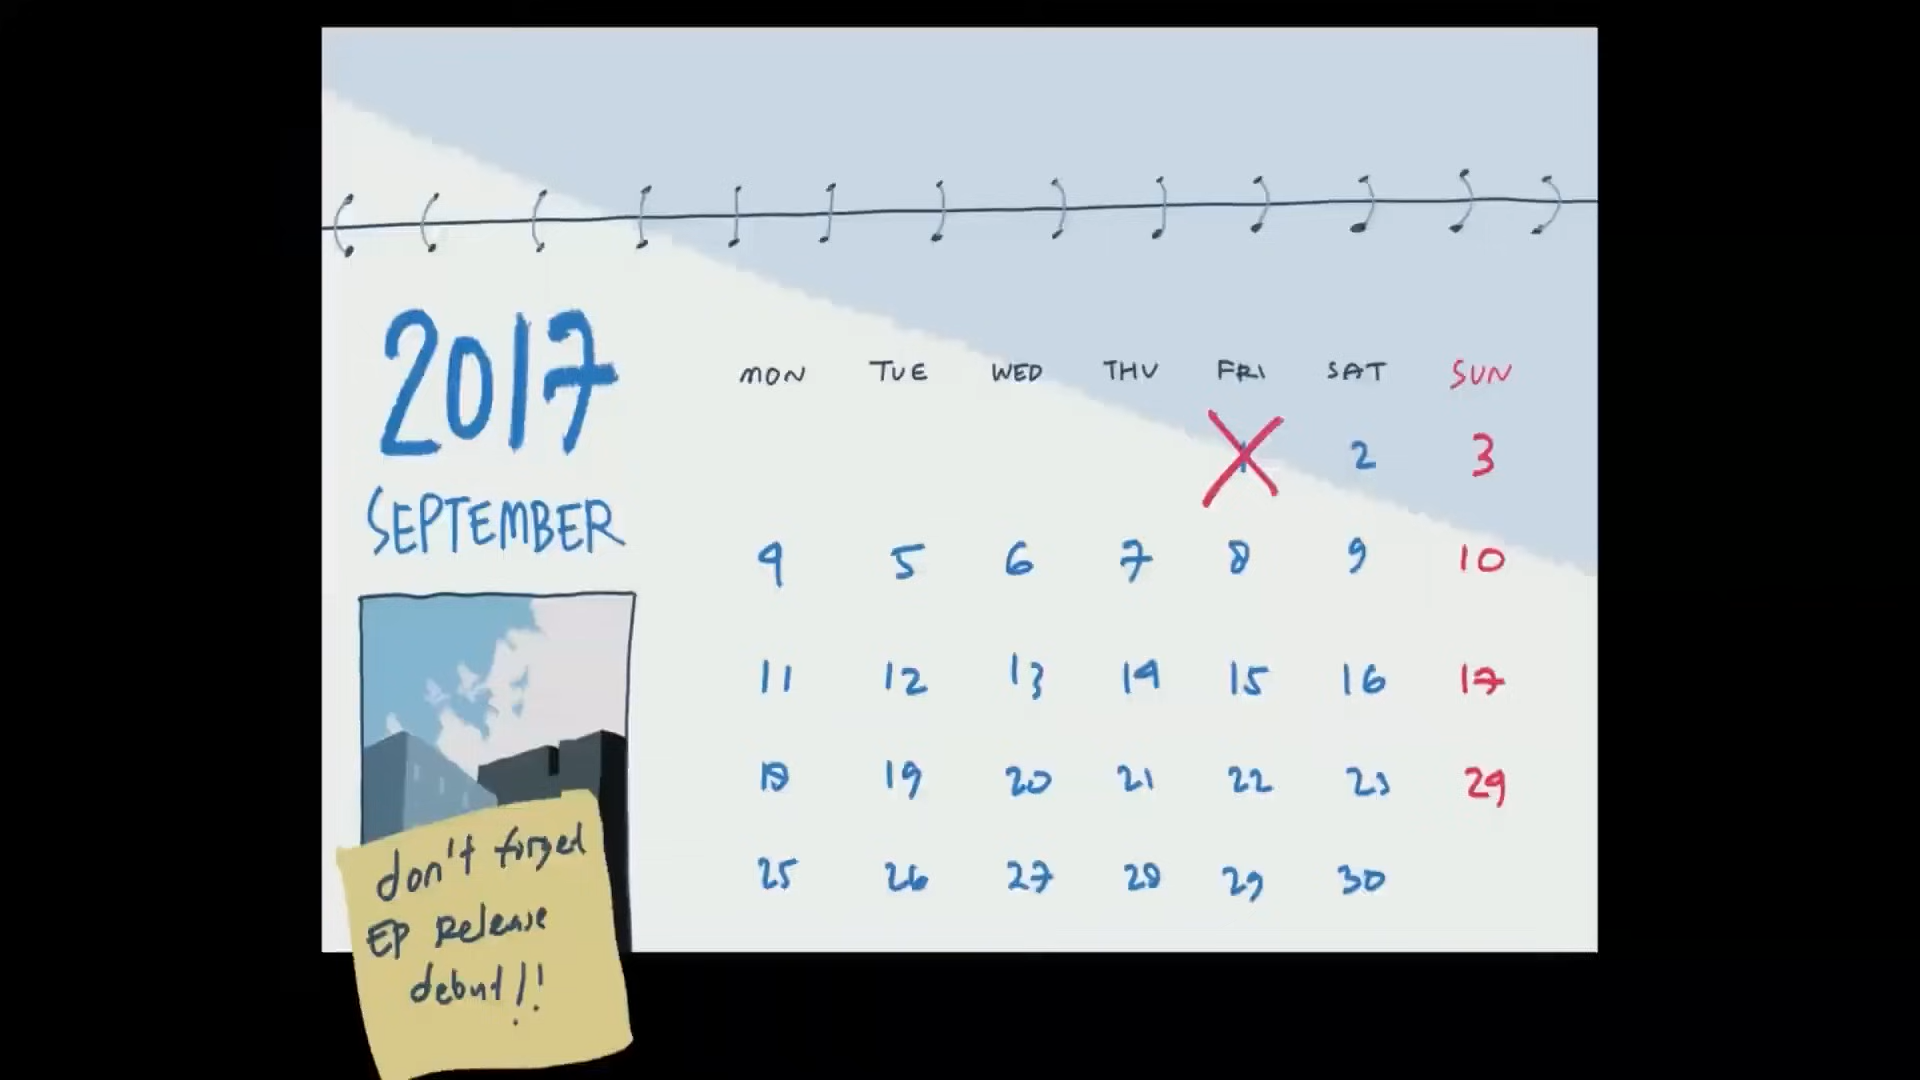 2017
SEPTEMBER
MON TUE WED THU FRI SAT SUN
1 2 3
4 5 6 7 8 9 10
11 12 13 14 15 16 17
18 19 20 21 22 23 24
25 26 27 28 29 30
don't forget
EP Release
debut!!